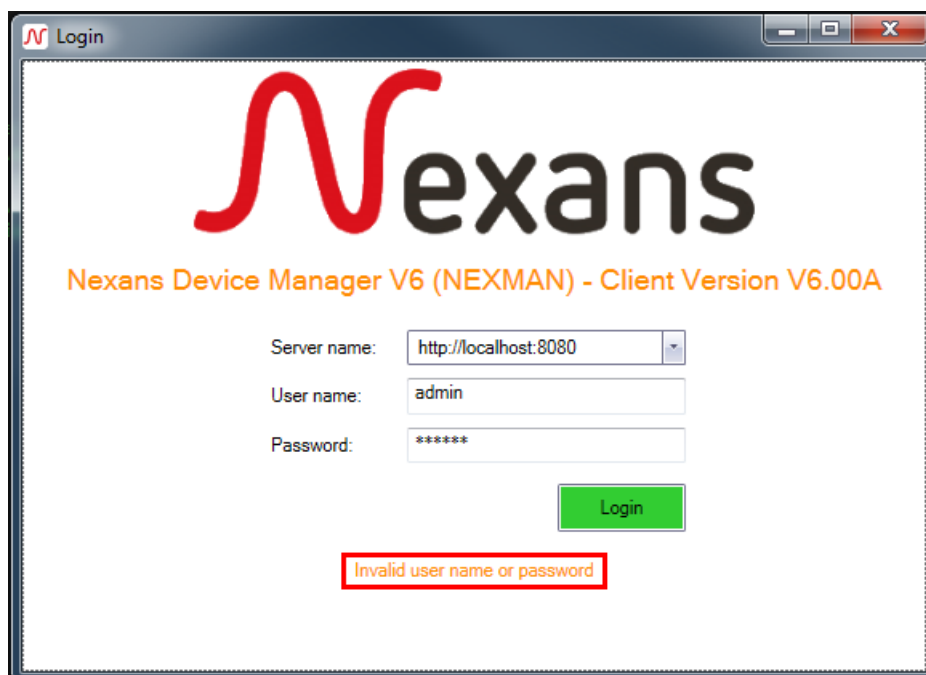 Login
Nexans
Nexans Device Manager V6 (NEXMAN) - Client Version V6.00A
Server name: http://localhost:8080
User name: admin
Password: ******
Login
Invalid user name or password